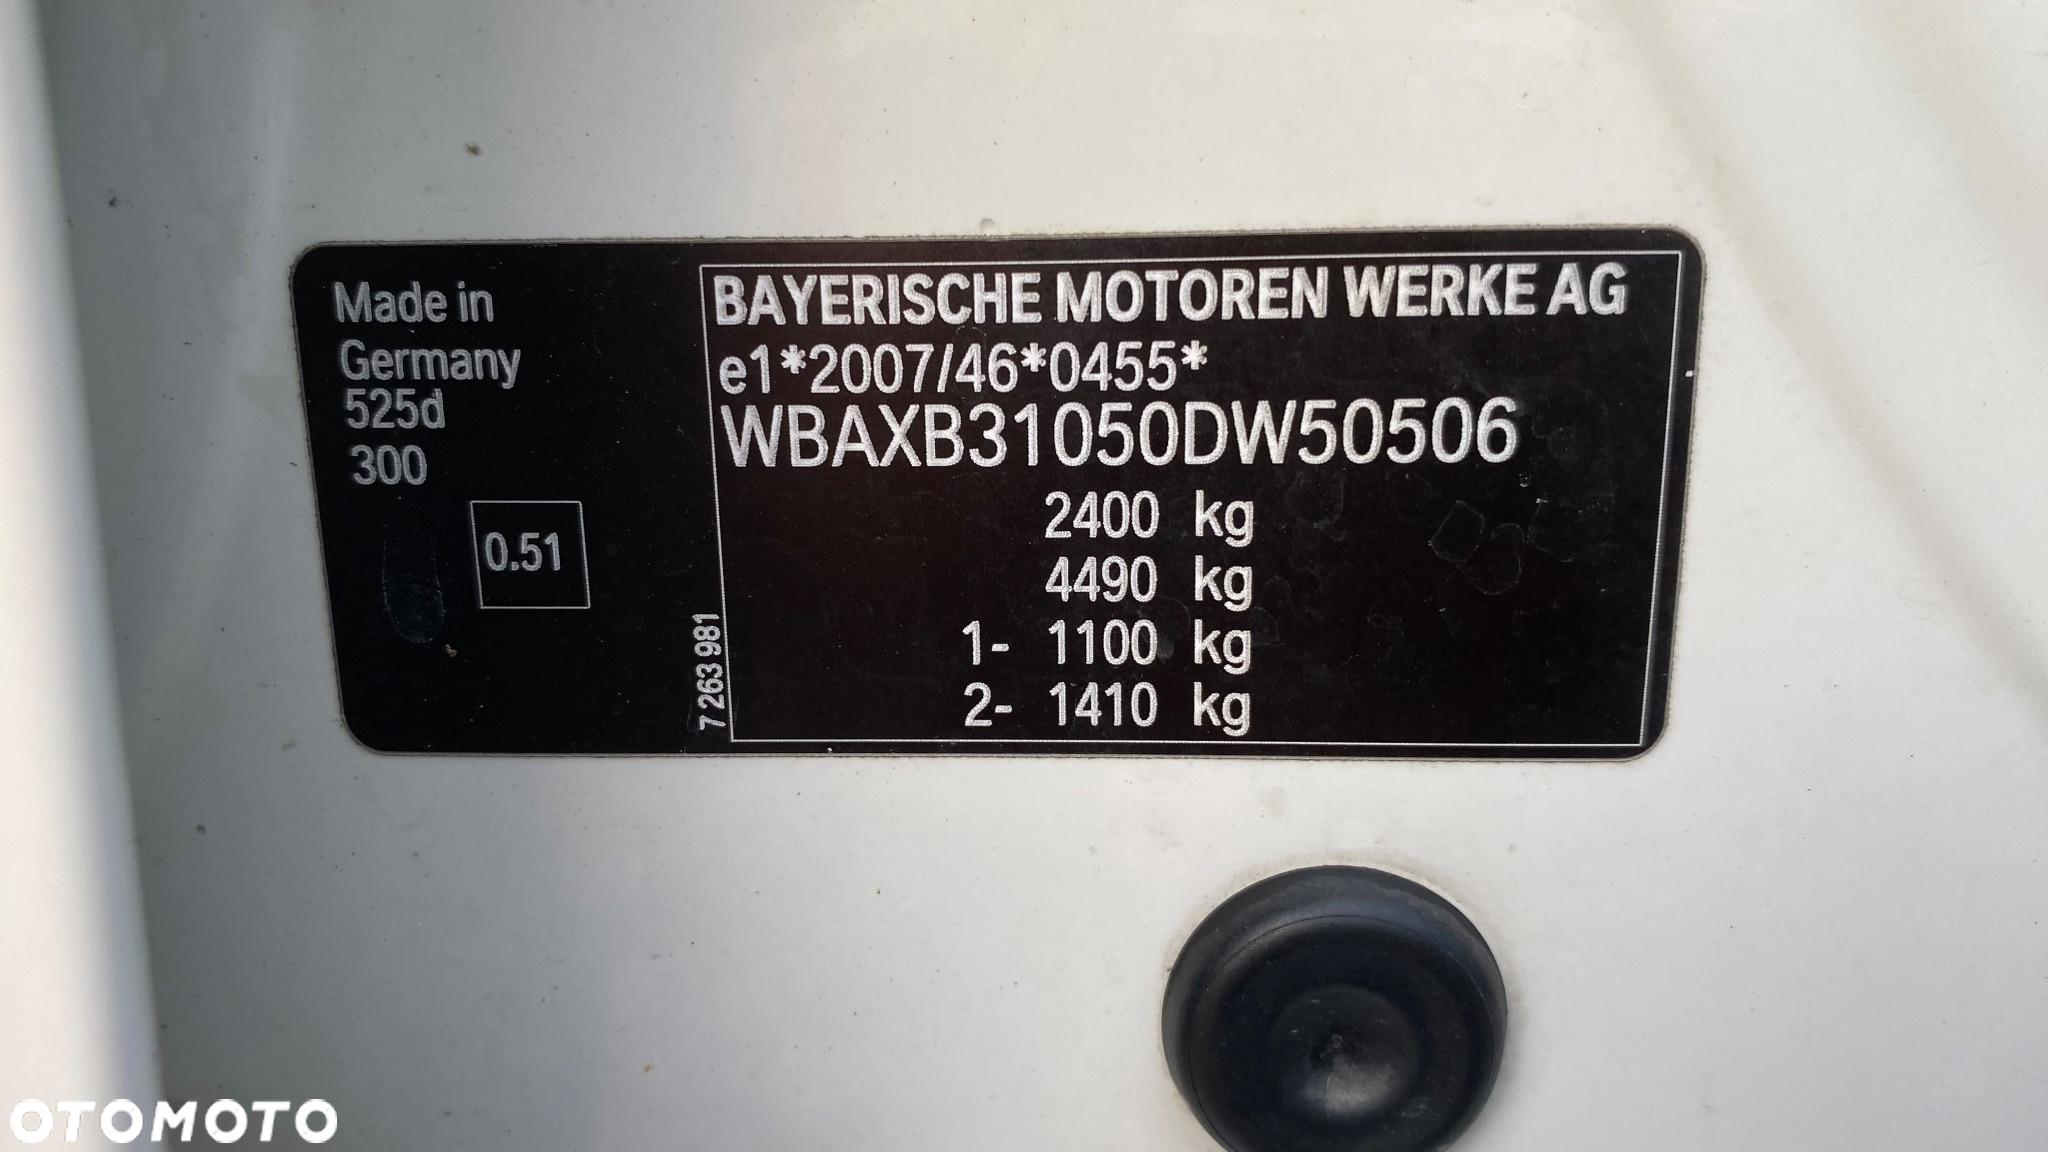 Made in
Germany
525d
300
0.51
7 263 981
BAYERISCHE MOTOREN WERKE AG
e1*2007/46*0455*
WBAXB31050DW50506
2400 kg
4490 kg
1- 1100 kg
2- 1410 kg
OTOMOTO